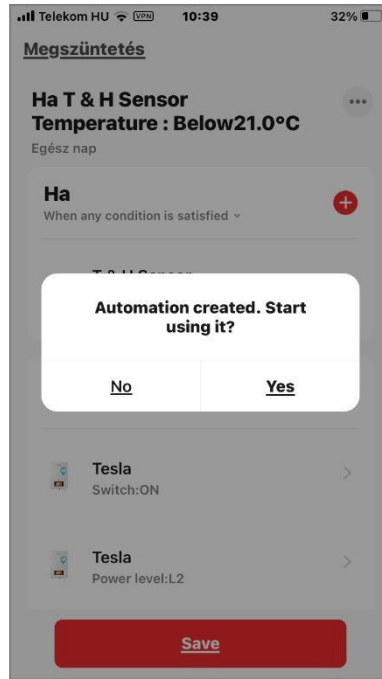 Telekom HU VPN 10:39 32%
Megszüntetés
Ha T & H Sensor
Temperature : Below21.0°C
Egész nap
Ha
When any condition is satisfied
T & H Sensor
Automation created. Start
using it?
No Yes
Tesla
Switch:ON
Tesla
Power level:L2
Save